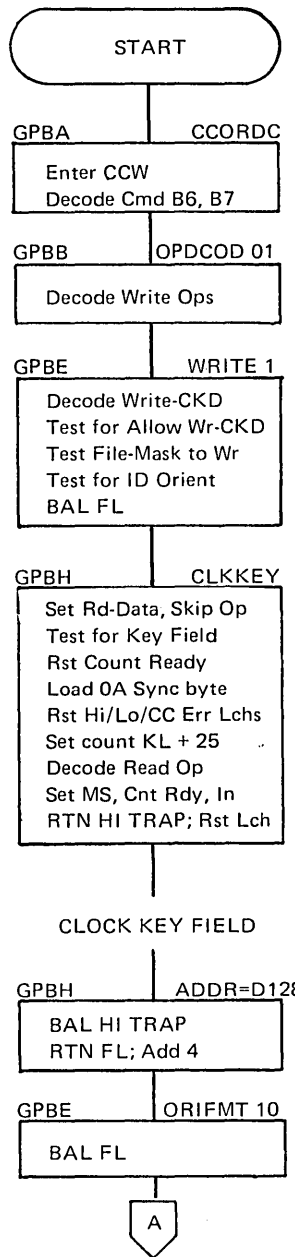 START
GPBA CCORDC
Enter CCW
Decode Cmd B6, B7
GPBB OPDCOD 01
Decode Write Ops
GPBE WRITE 1
Decode Write-CKD
Test for Allow Wr-CKD
Test File-Mask to Wr
Test for ID Orient
BAL FL
GPBH CLKKEY
Set Rd-Data, Skip Op
Test for Key Field
Rst Count Ready
Load 0A Sync byte
Rst Hi/Lo/CC Err Lchs
Set count KL + 25
Decode Read Op
Set MS, Cnt Rdy, In
RTN HI TRAP; Rst Lch
CLOCK KEY FIELD
GPBH ADDR=D128
BAL HI TRAP
RTN FL; Add 4
GPBE ORIFMT 10
BAL FL
A